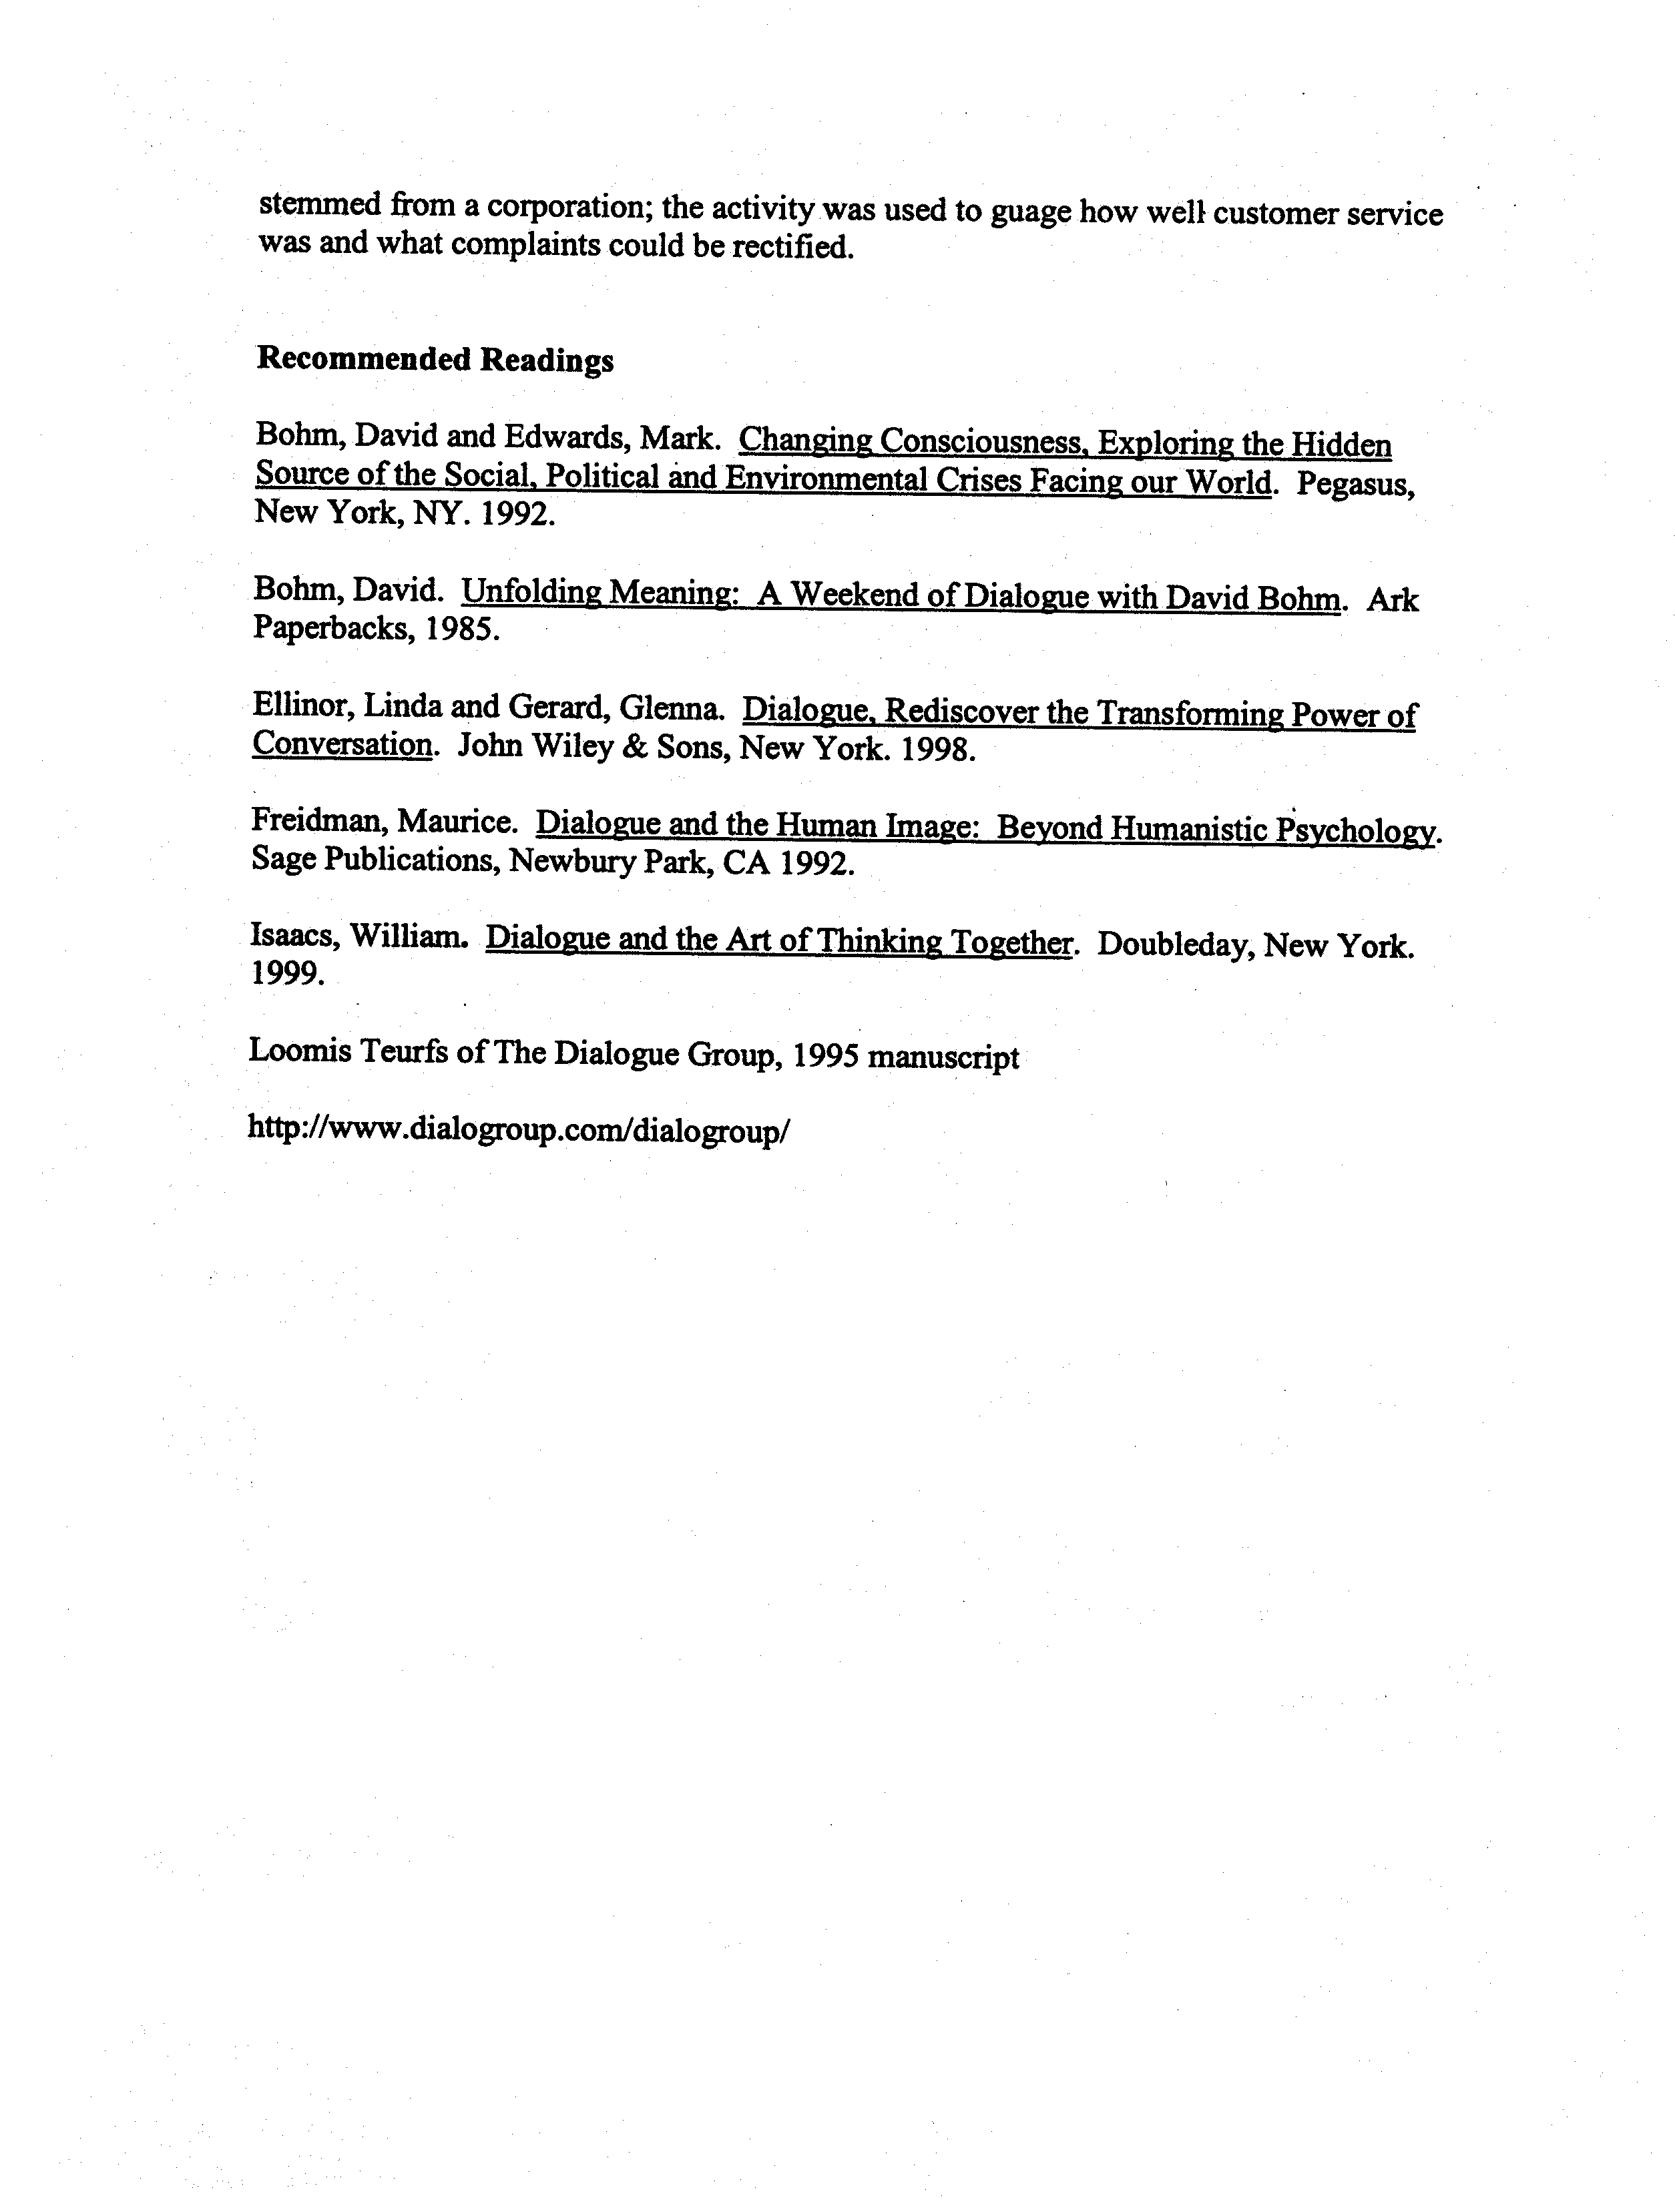 stemmed from a corporation; the activity was used to guage how well customer service
was and what complaints could be rectified.
Recommended Readings
Bohm, David and Edwards, Mark. Changing Consciousness, Exploring the Hidden
Source of the Social, Political and Environmental Crises Facing our World. Pegasus,
New York, NY. 1992.
Bohm, David. Unfolding Meaning: A Weekend of Dialogue with David Bohm. Ark
Paperbacks, 1985.
Ellinor, Linda and Gerard, Glenna. Dialogue, Rediscover the Transforming Power of
Conversation. John Wiley & Sons, New York. 1998.
Freidman, Maurice. Dialogue and the Human Image: Beyond Humanistic Psychology.
Sage Publications, Newbury Park, CA 1992.
Isaacs, William. Dialogue and the Art of Thinking Together. Doubleday, New York.
1999.
Loomis Teurfs of The Dialogue Group, 1995 manuscript
http://www.dialogroup.com/dialogroup/